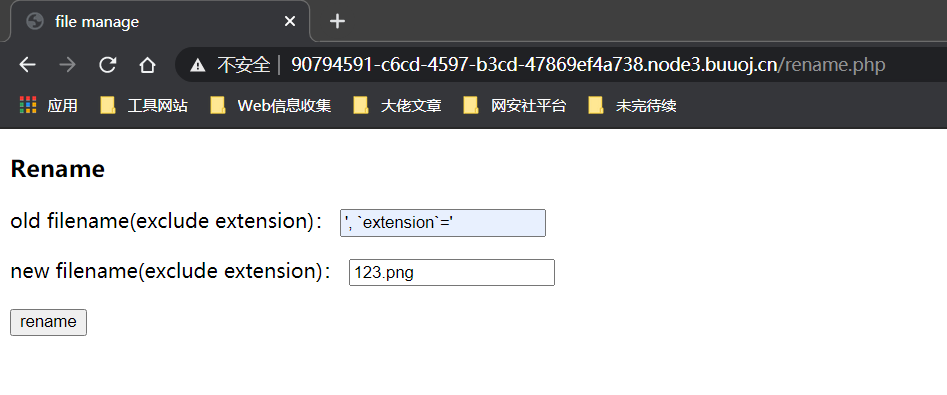 file manage
不安全 | 90794591-c6cd-4597-b3cd-47869ef4a738.node3.buuoj.cn/rename.php
应用 工具网站 Web信息收集 大佬文章 网安社平台 未完待续
Rename
old filename(exclude extension)： ', `extension`='
new filename(exclude extension)： 123.png
rename